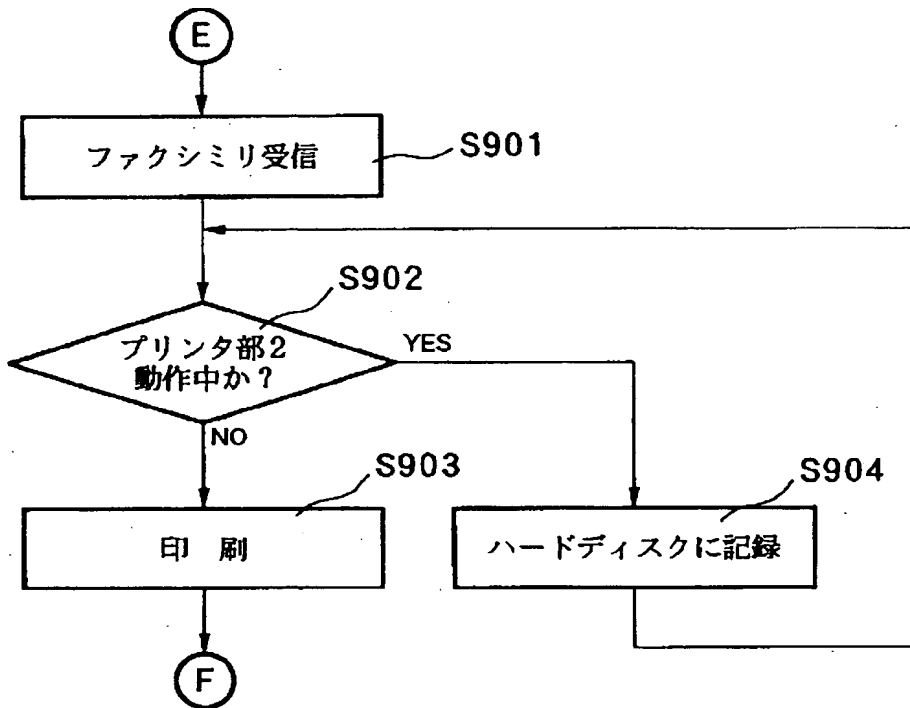 E
ファクシミリ受信
S901
S902
プリンタ部2
動作中か?
YES
NO
S903
印 刷
S904
ハードディスクに記録
F